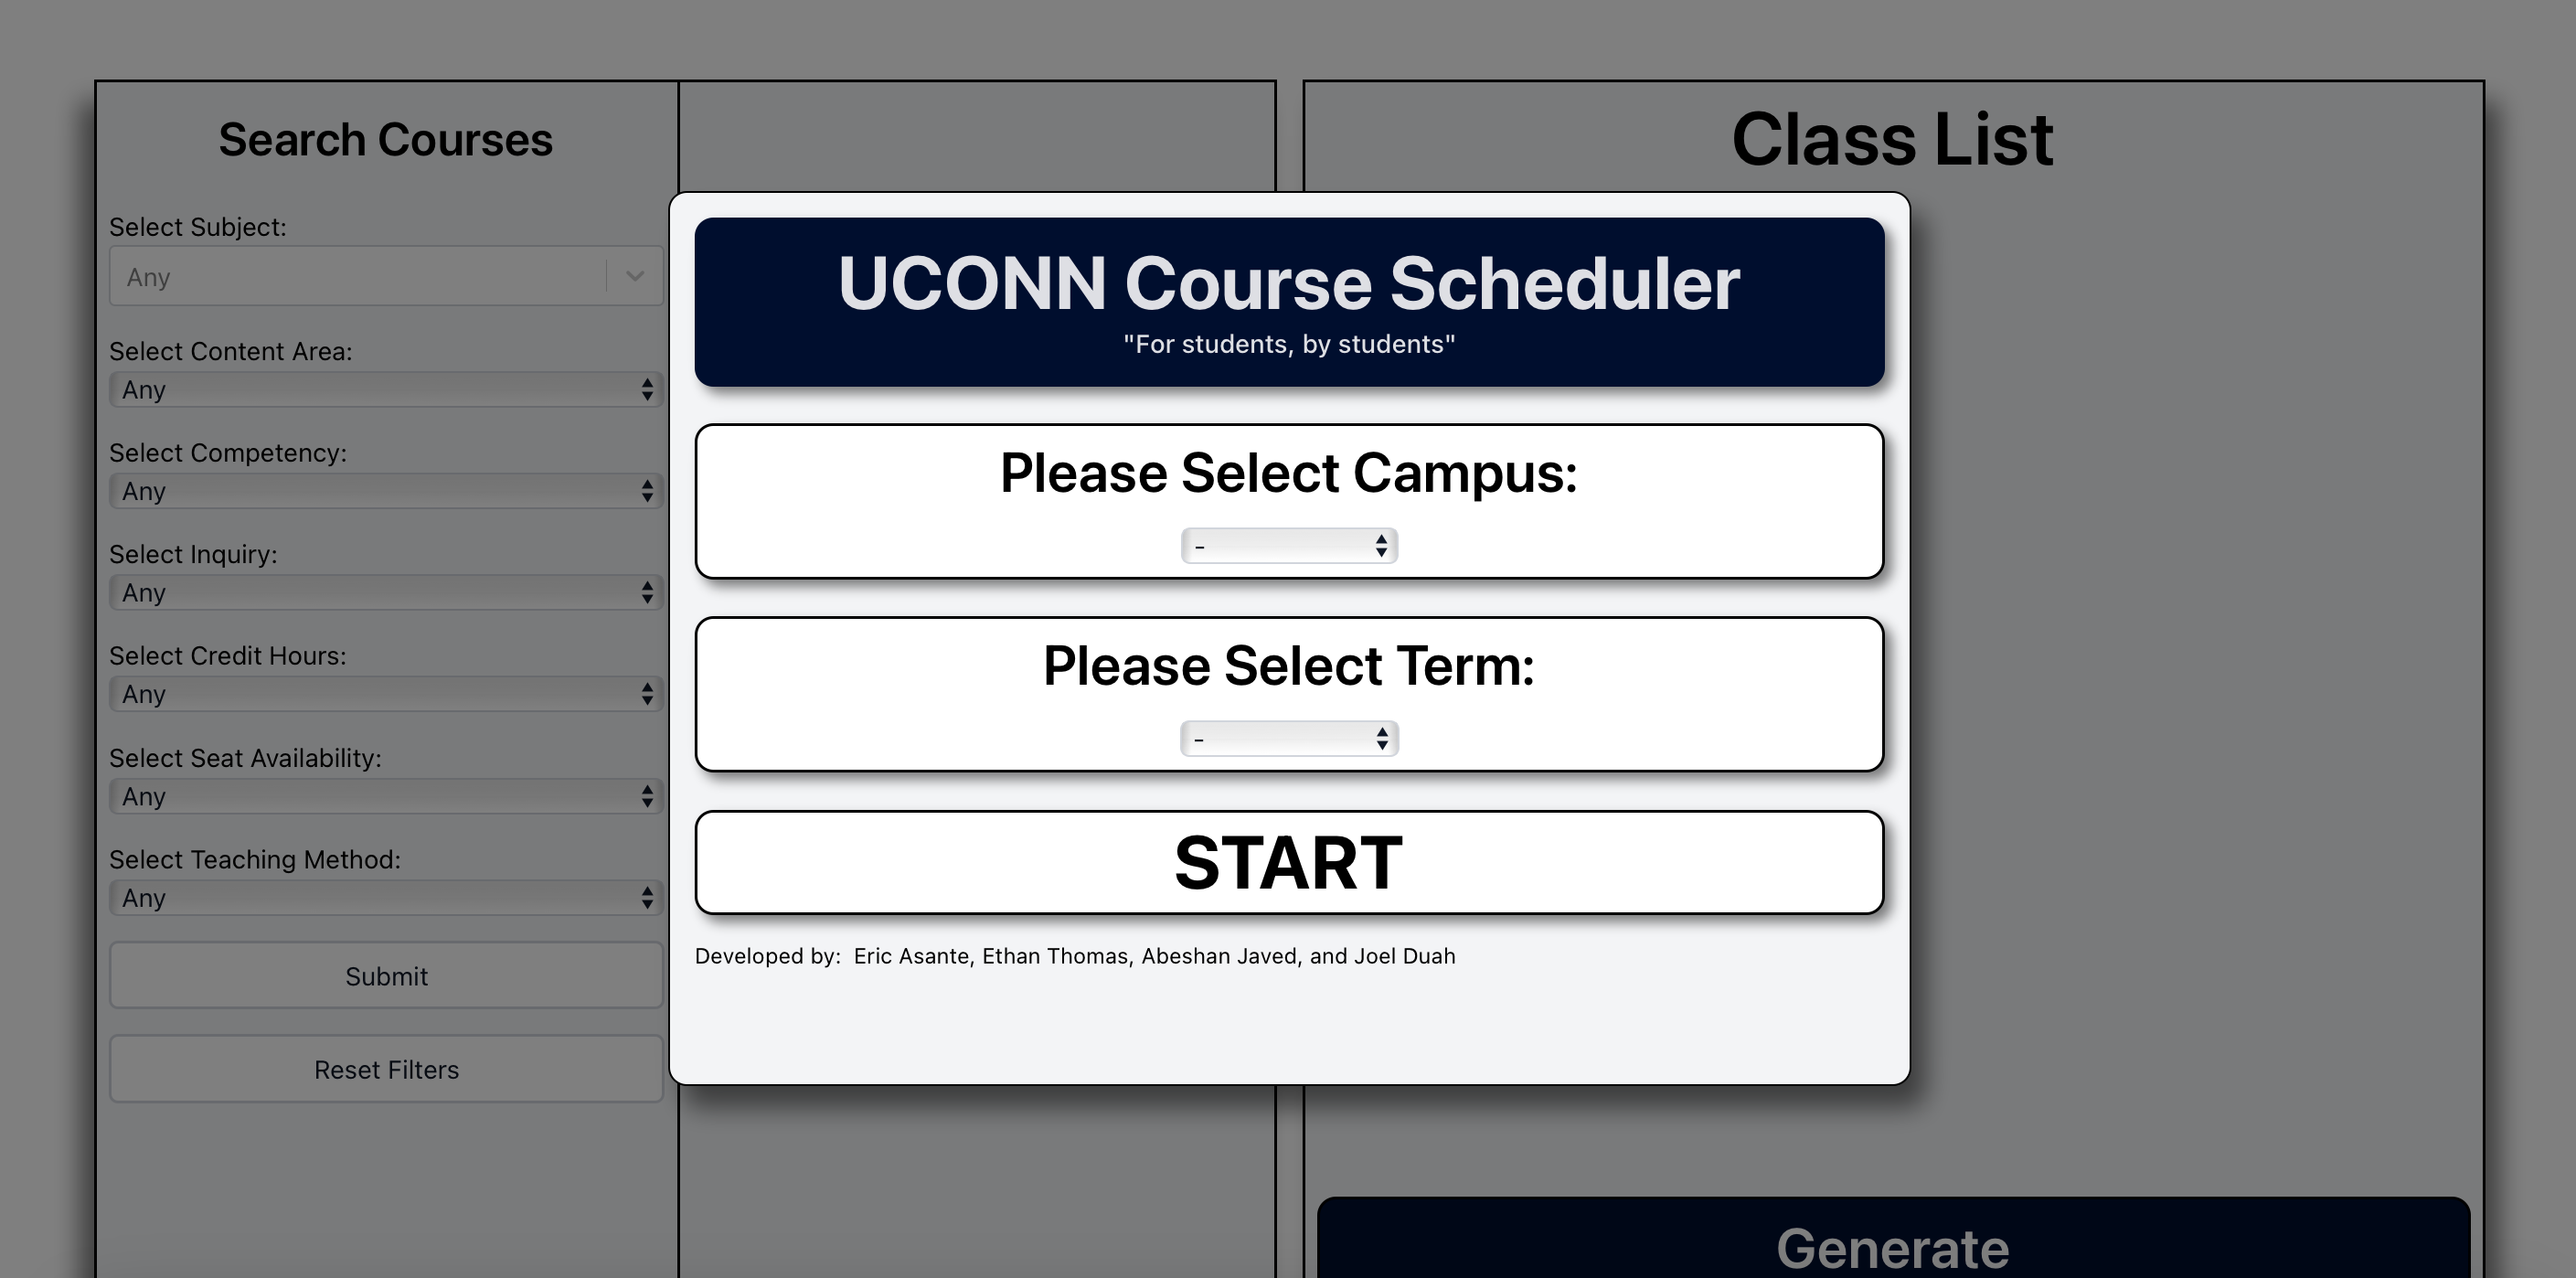 Search Courses
Select Subject:
Any
Select Content Area:
Any
Select Competency:
Any
Select Inquiry:
Any
Select Credit Hours:
Any
Select Seat Availability:
Any
Select Teaching Method:
Any
Submit
Reset Filters
UCONN Course Scheduler
"For students, by students"
Please Select Campus:
-
Please Select Term:
-
START
Developed by: Eric Asante, Ethan Thomas, Abeshan Javed, and Joel Duah
Class List
Generate